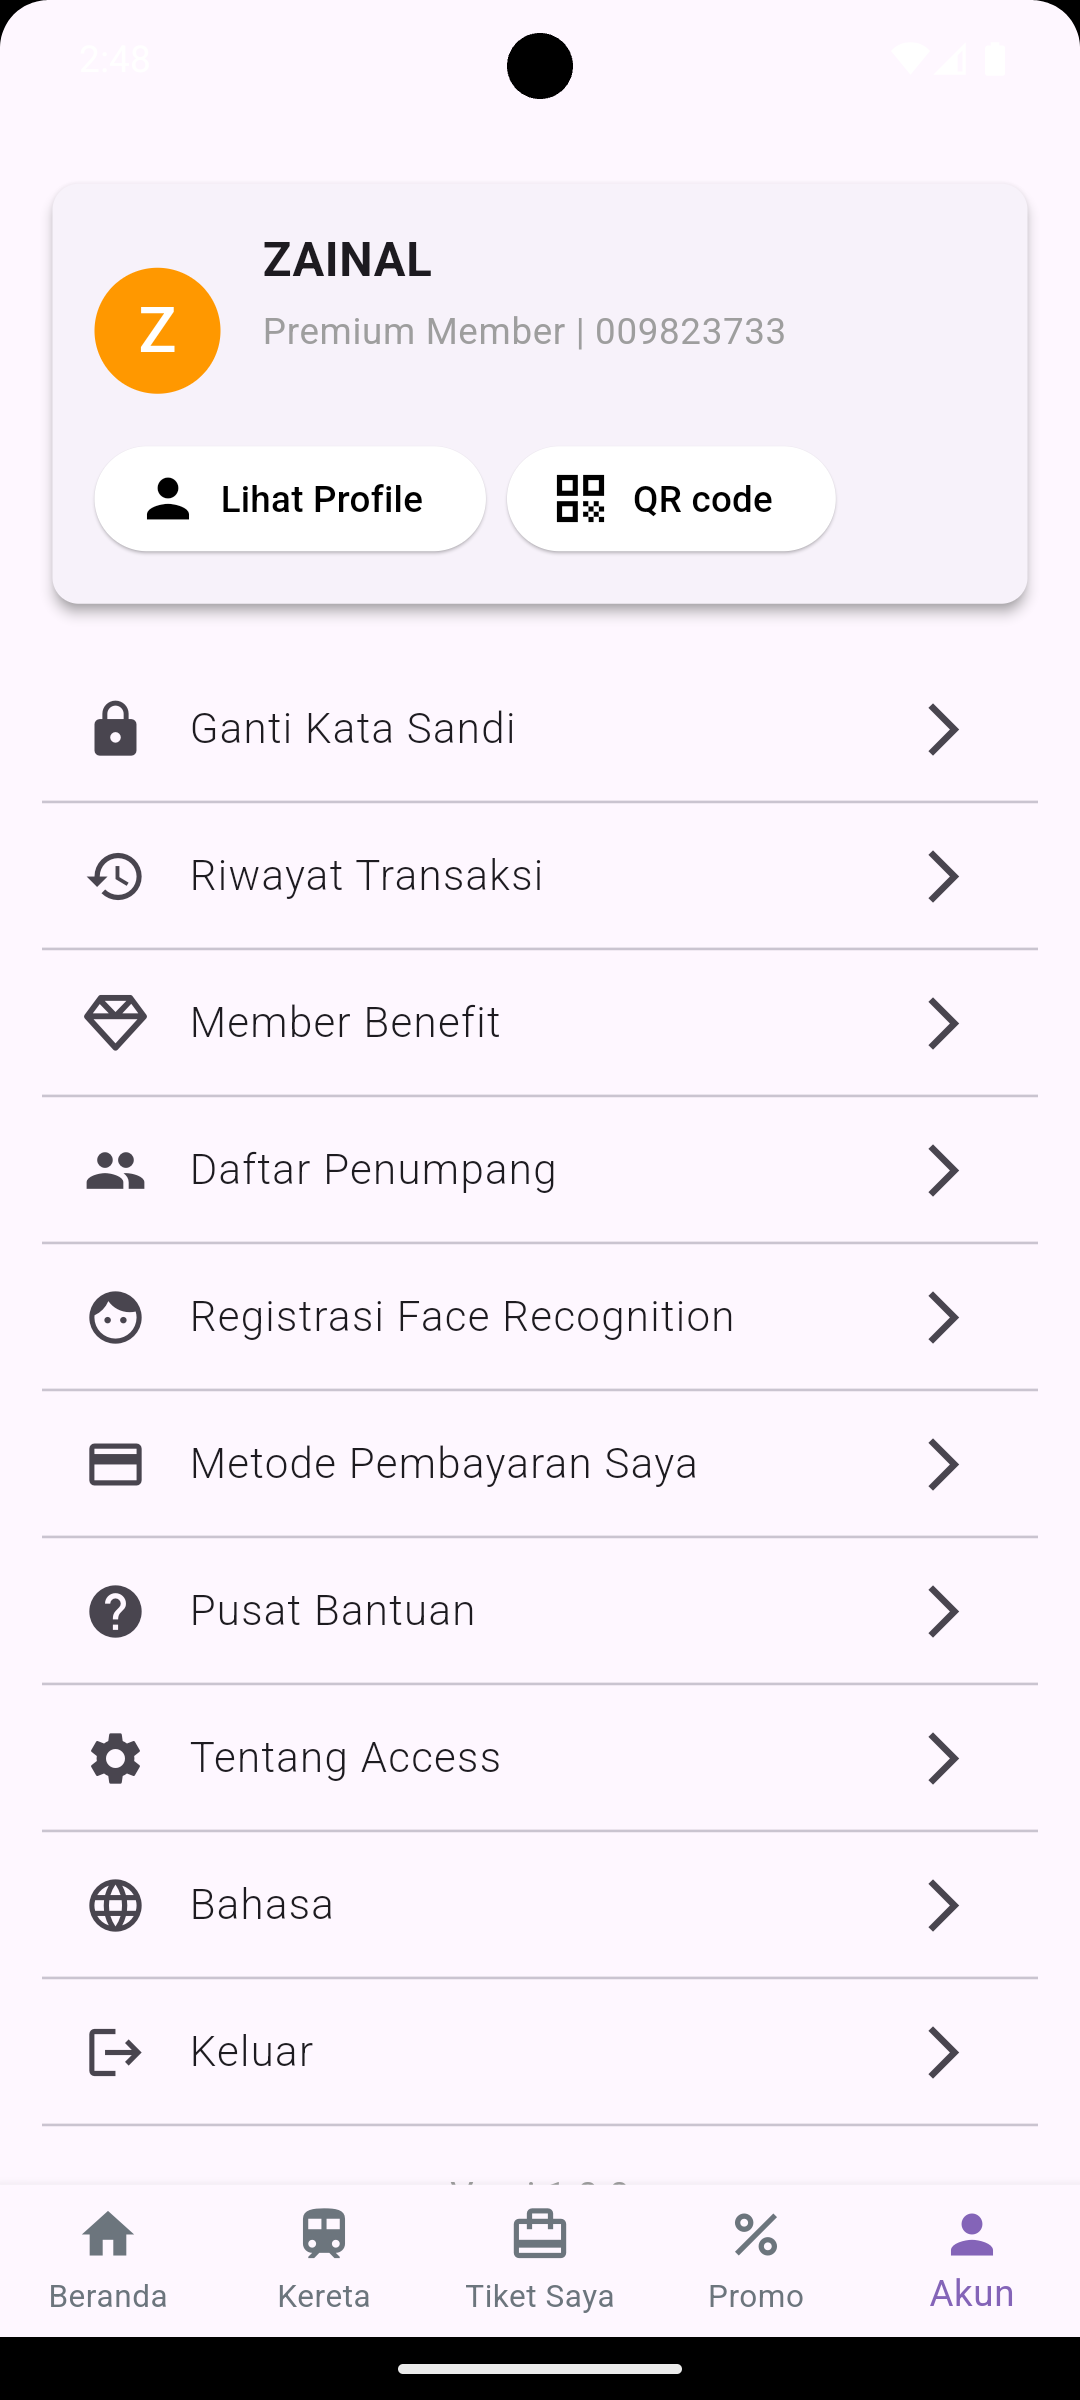 2:48
ZAINAL
Z
Premium Member | 009823733
Lihat Profile
QR code
Ganti Kata Sandi
Riwayat Transaksi
Member Benefit
Daftar Penumpang
Registrasi Face Recognition
Metode Pembayaran Saya
Pusat Bantuan
Tentang Access
Bahasa
Keluar
Beranda
Kereta
Tiket Saya
Promo
Akun